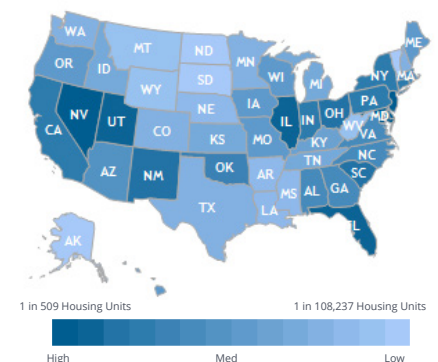 WA
MT
ND
MN
ME
OR
ID
SD
WI
MI
NY
MA
WY
NE
IA
PA
NV
UT
CO
KS
MO
IL
IN
OH
WV
MD
VA
KY
CA
AZ
NM
OK
AR
TN
NC
SC
TX
LA
MS
AL
GA
FL
AK
1 in 509 Housing Units
1 in 108,237 Housing Units
High
Med
Low